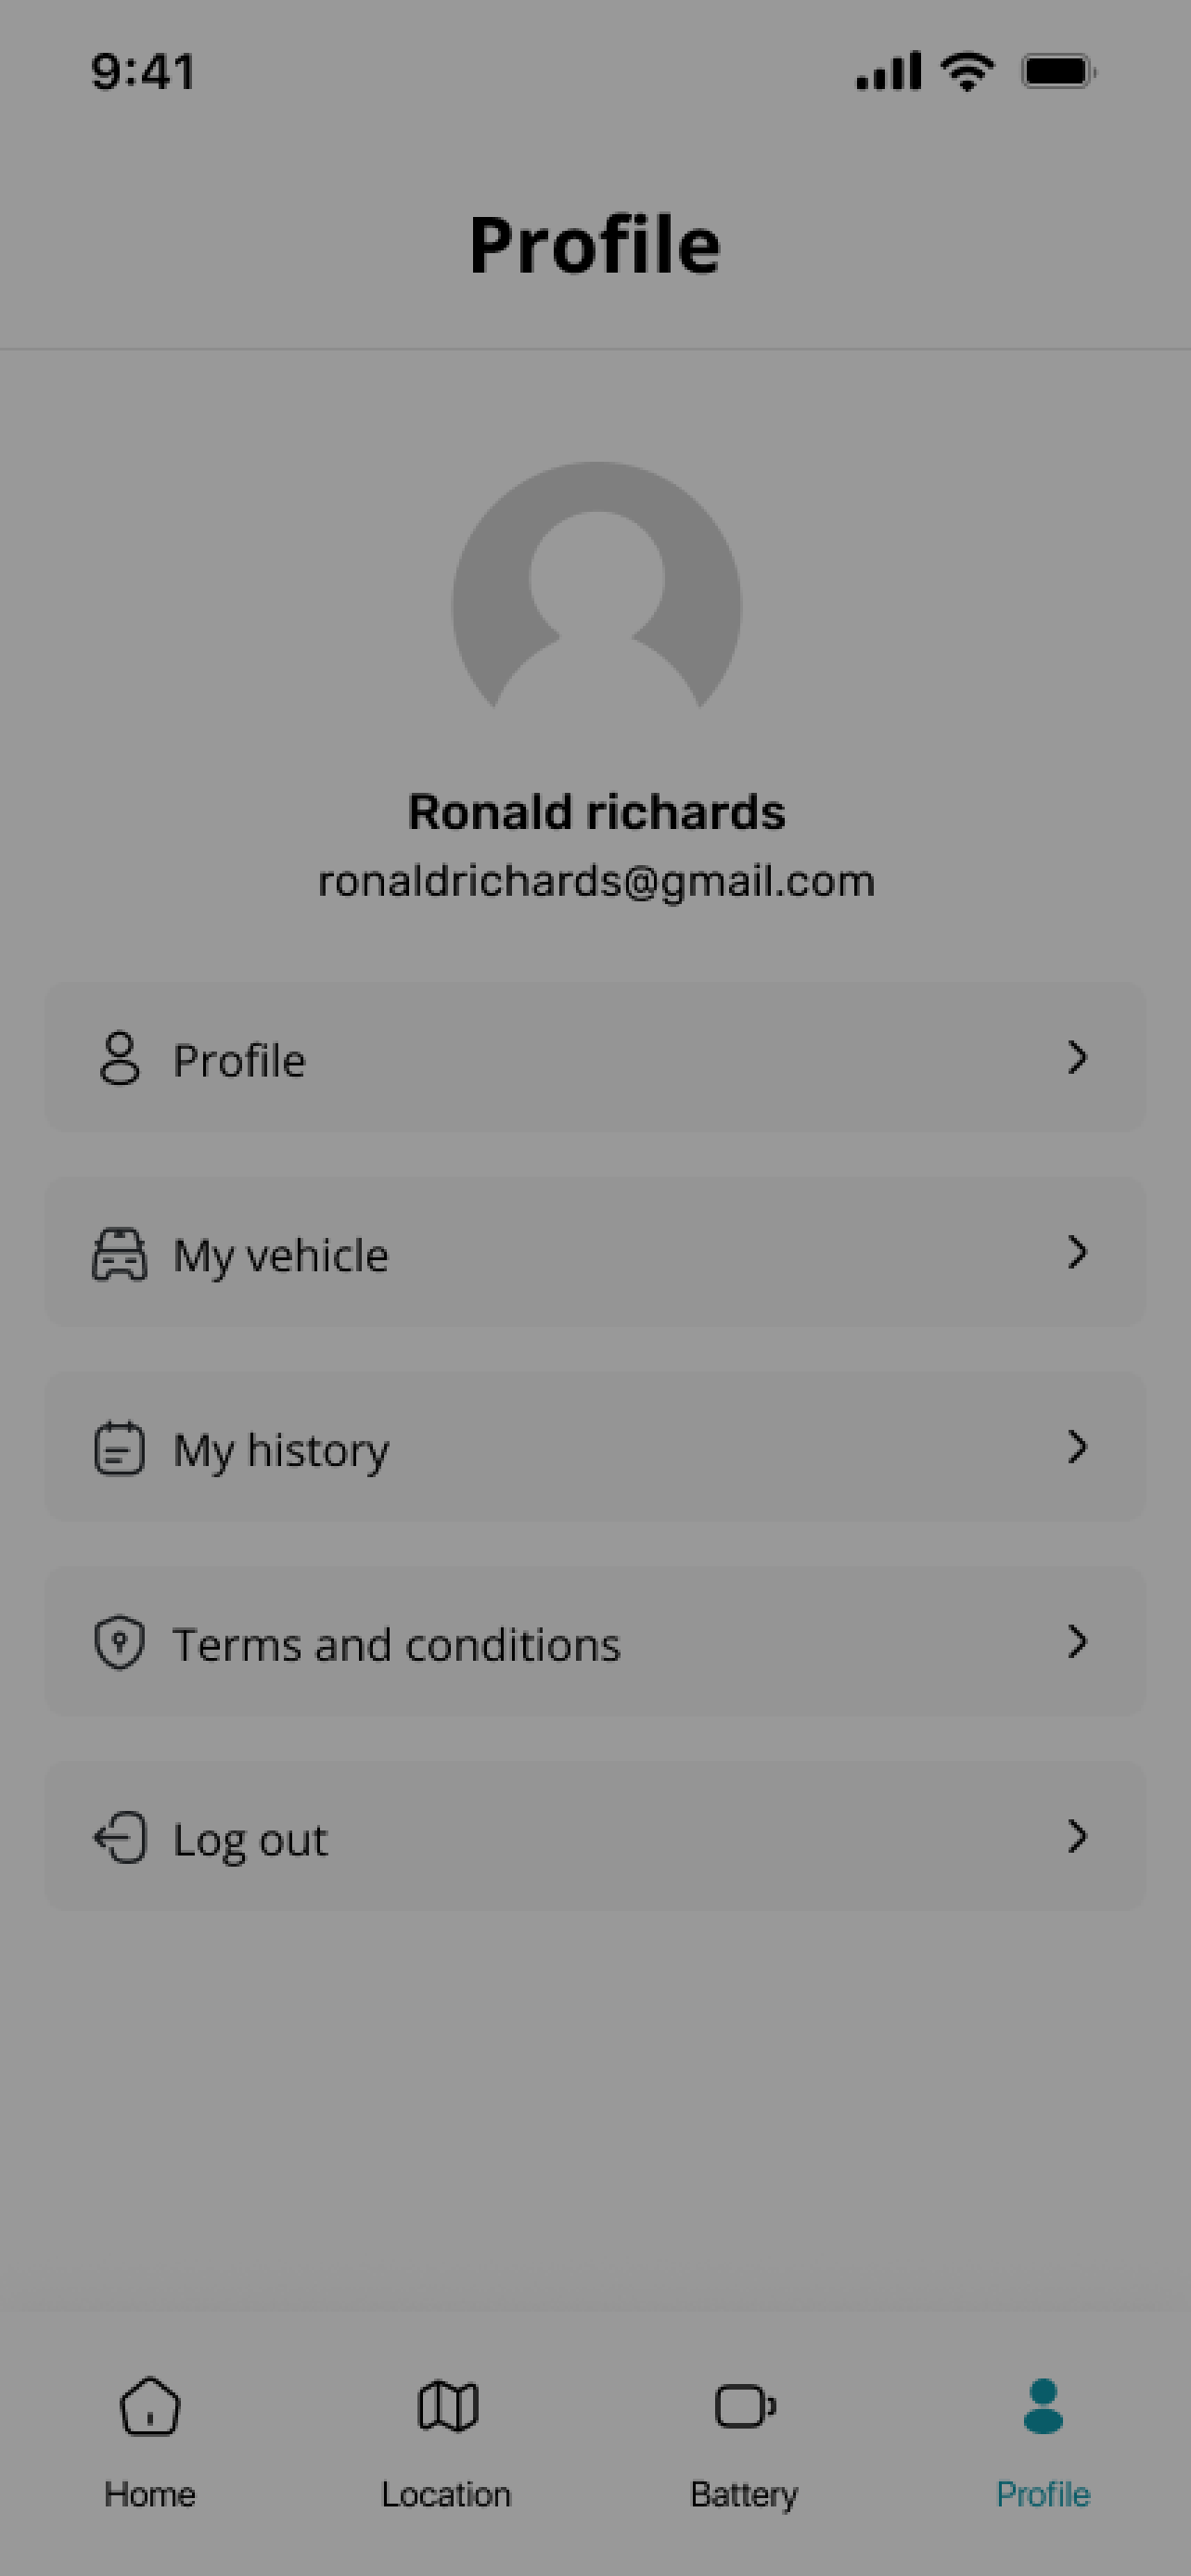 9:41
Profile
Ronald richards
ronaldrichards@gmail.com
Profile
My vehicle
My history
Terms and conditions
Log out
Home
Location
Battery
Profile